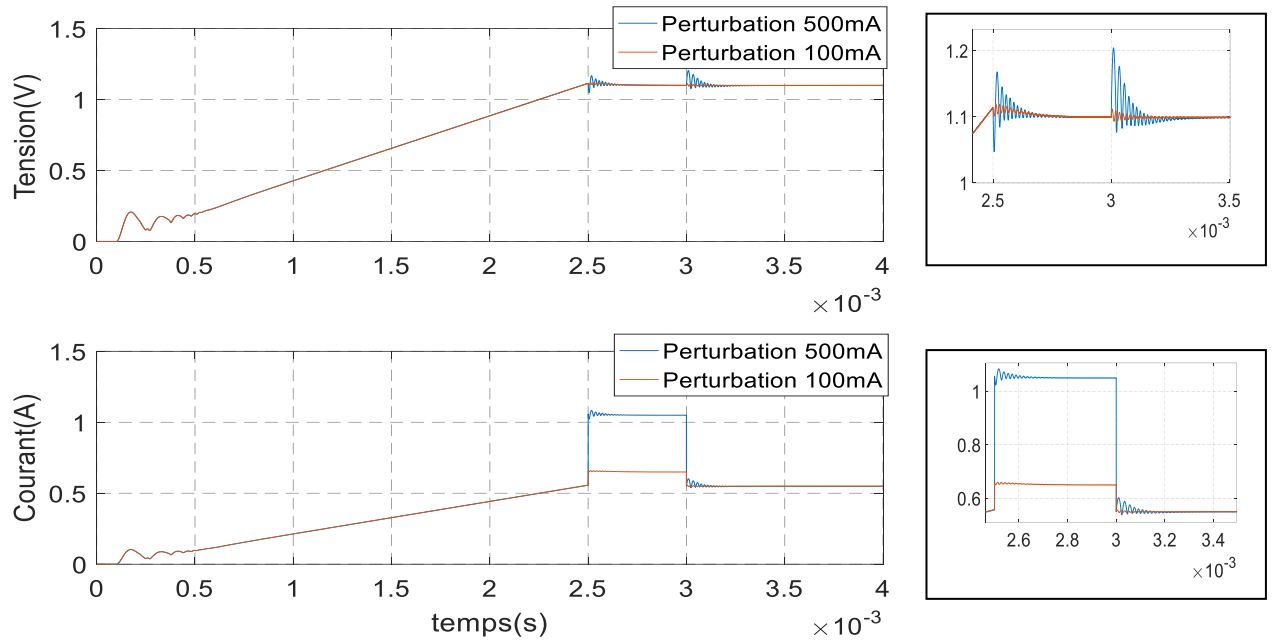 Perturbation 500mA
Perturbation 100mA
Tension(V)
1.5
1
0.5
0
0 0.5 1 1.5 2 2.5 3 3.5 4
×10-3
1.2
1.1
1
2.5 3 3.5
×10-3
Perturbation 500mA
Perturbation 100mA
Courant(A)
1.5
1
0.5
0
0 0.5 1 1.5 2 2.5 3 3.5 4
temps(s)
×10-3
1
0.8
0.6
2.6 2.8 3 3.2 3.4
×10-3